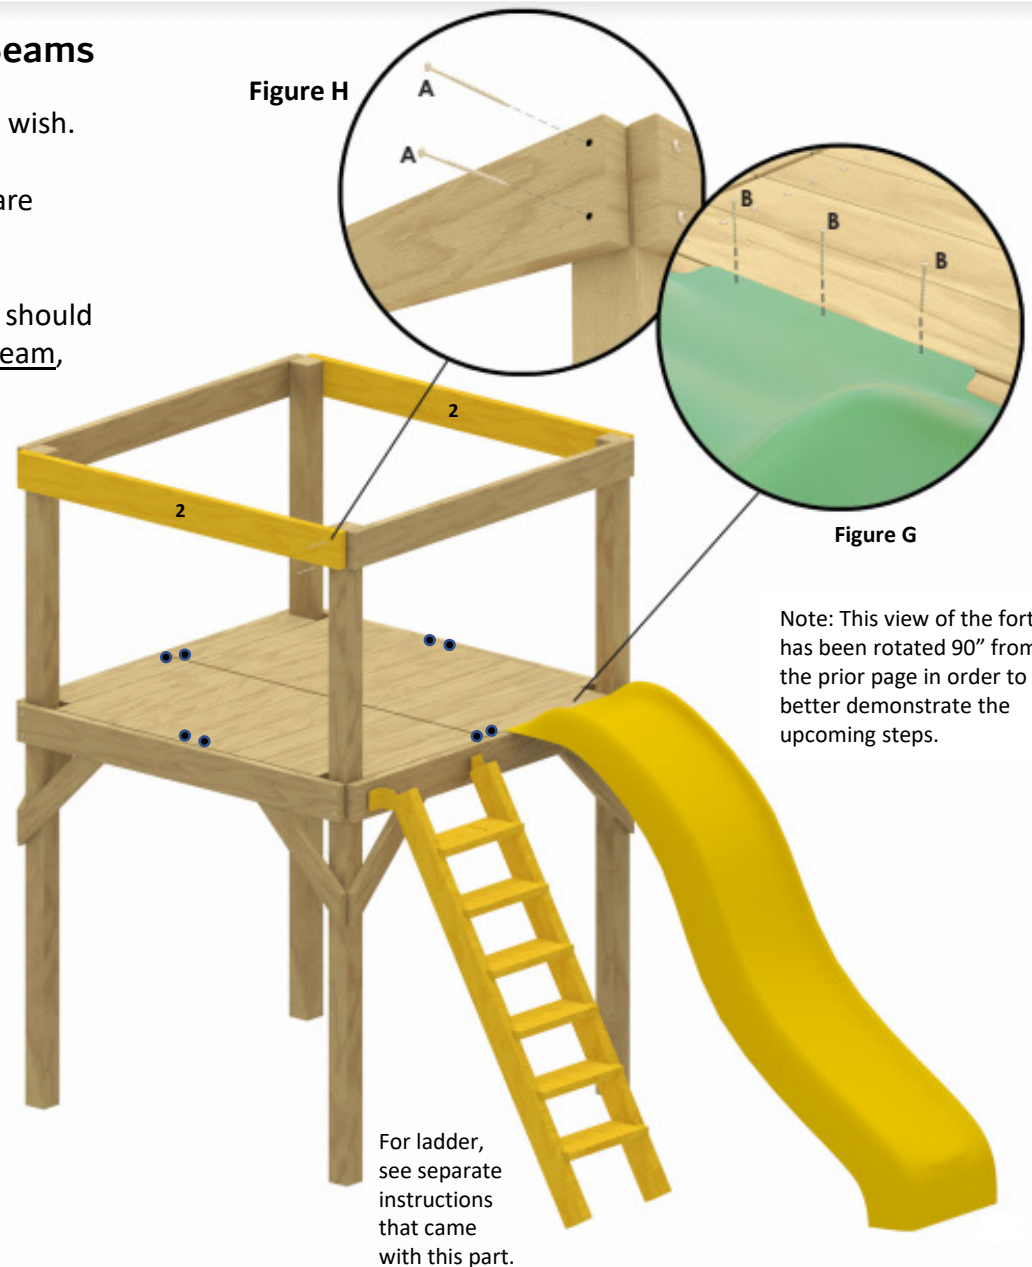 Beams
wish.
are
should
eam,
Figure H
A
A
B
B
B
Figure G
2
2
Note: This view of the fort
has been rotated 90” from
the prior page in order to
better demonstrate the
upcoming steps.
For ladder,
see separate
instructions
that came
with this part.